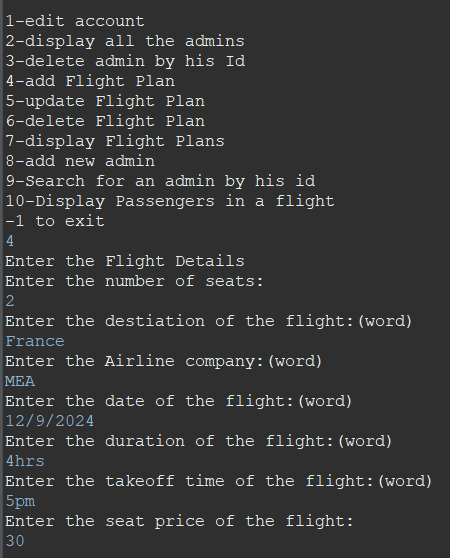 1-edit account
2-display all the admins
3-delete admin by his Id
4-add Flight Plan
5-update Flight Plan
6-delete Flight Plan
7-display Flight Plans
8-add new admin
9-Search for an admin by his id
10-Display Passengers in a flight
-1 to exit
4
Enter the Flight Details
Enter the number of seats:
2
Enter the destiation of the flight:(word)
France
Enter the Airline company:(word)
MEA
Enter the date of the flight:(word)
12/9/2024
Enter the duration of the flight:(word)
4hrs
Enter the takeoff time of the flight:(word)
5pm
Enter the seat price of the flight:
30